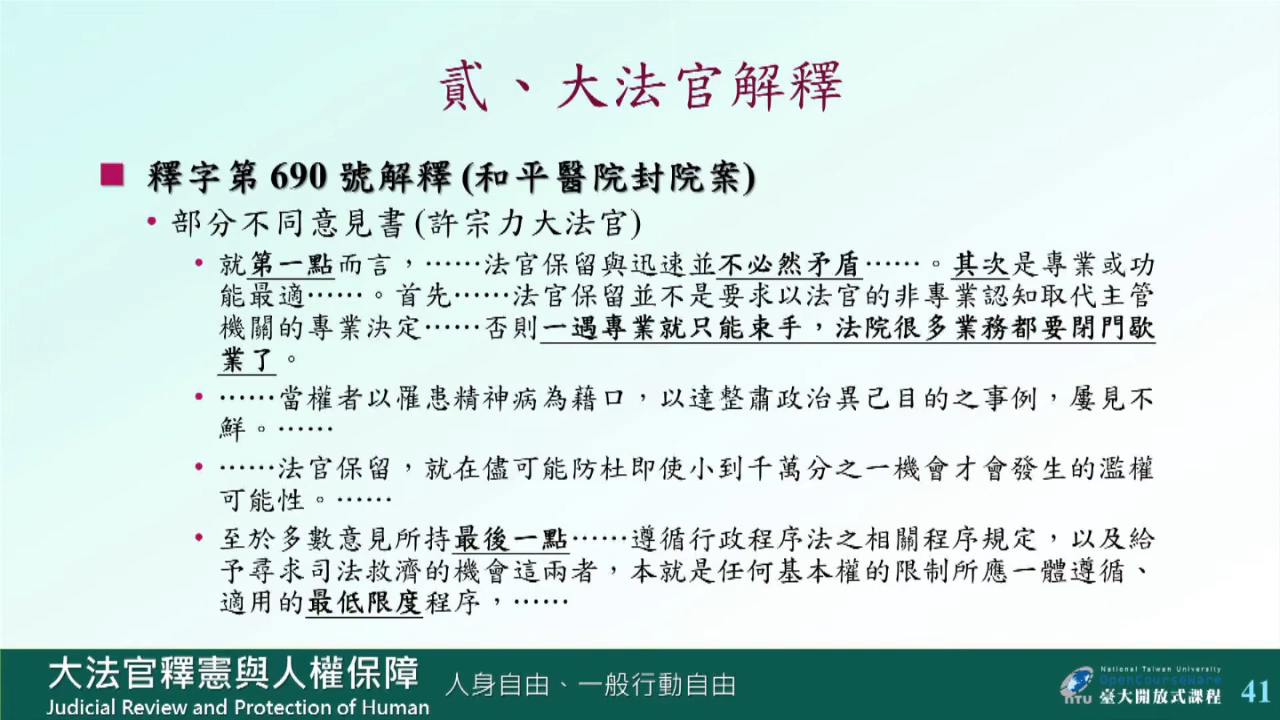 貳、大法官解釋
■ 釋字第 690 號解釋 (和平醫院封院案)
• 部分不同意見書 (許宗力大法官)
• 就第一點而言，……法官保留與迅速並不必然矛盾……。其次是專業或功
能最適……。首先……法官保留並不是要求以法官的非專業認知取代主管
機關的專業決定……否則一遇專業就只能束手，法院很多業務都要閉門歇
業了。
• ……當權者以罹患精神病為藉口，以達整肅政治異己目的之事例，屢見不
鮮。……
• ……法官保留，就在儘可能防杜即使小到千萬分之一機會才會發生的濫權
可能性。……
• 至於多數意見所持最後一點……遵循行政程序法之相關程序規定，以及給
予尋求司法救濟的機會這兩者，本就是任何基本權的限制所應一體遵循、
適用的最低限度程序，……
大法官釋憲與人權保障
Judicial Review and Protection of Human
人身自由、一般行動自由
National Taiwan University
OpenCourseWare
NTU 臺大開放式課程
41